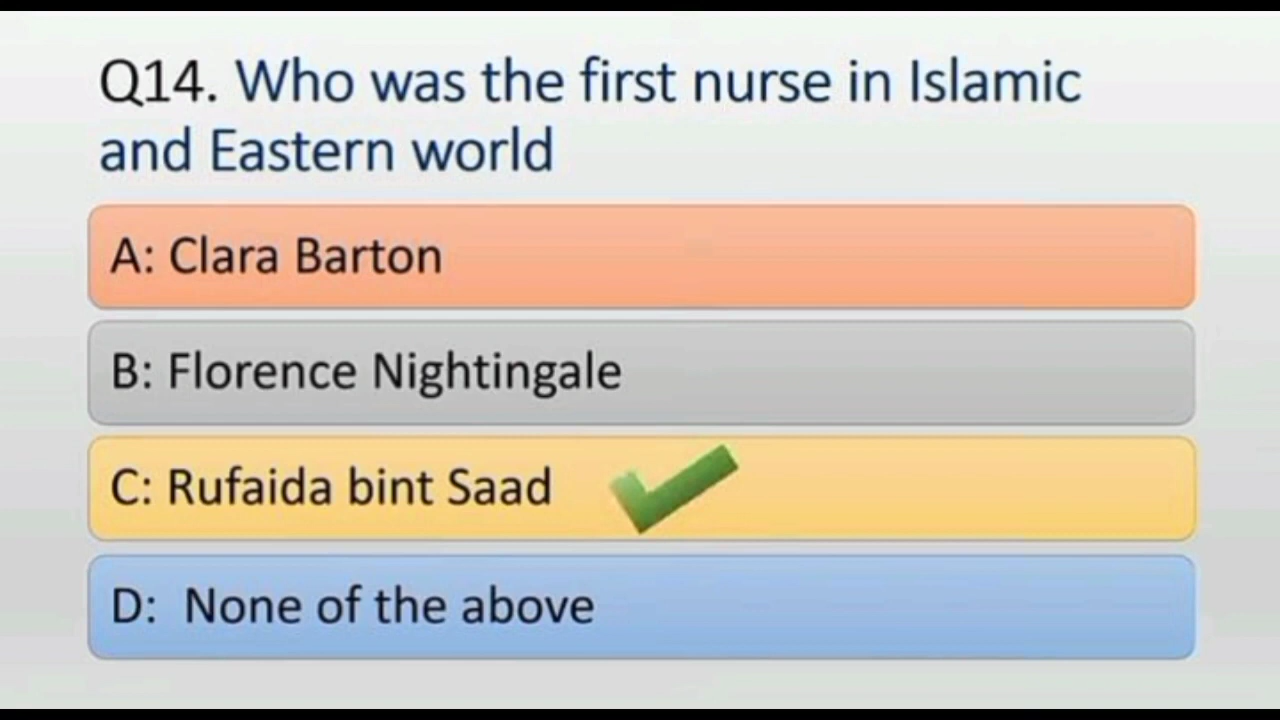 Q14. Who was the first nurse in Islamic
and Eastern world
A: Clara Barton
B: Florence Nightingale
C: Rufaida bint Saad
D: None of the above